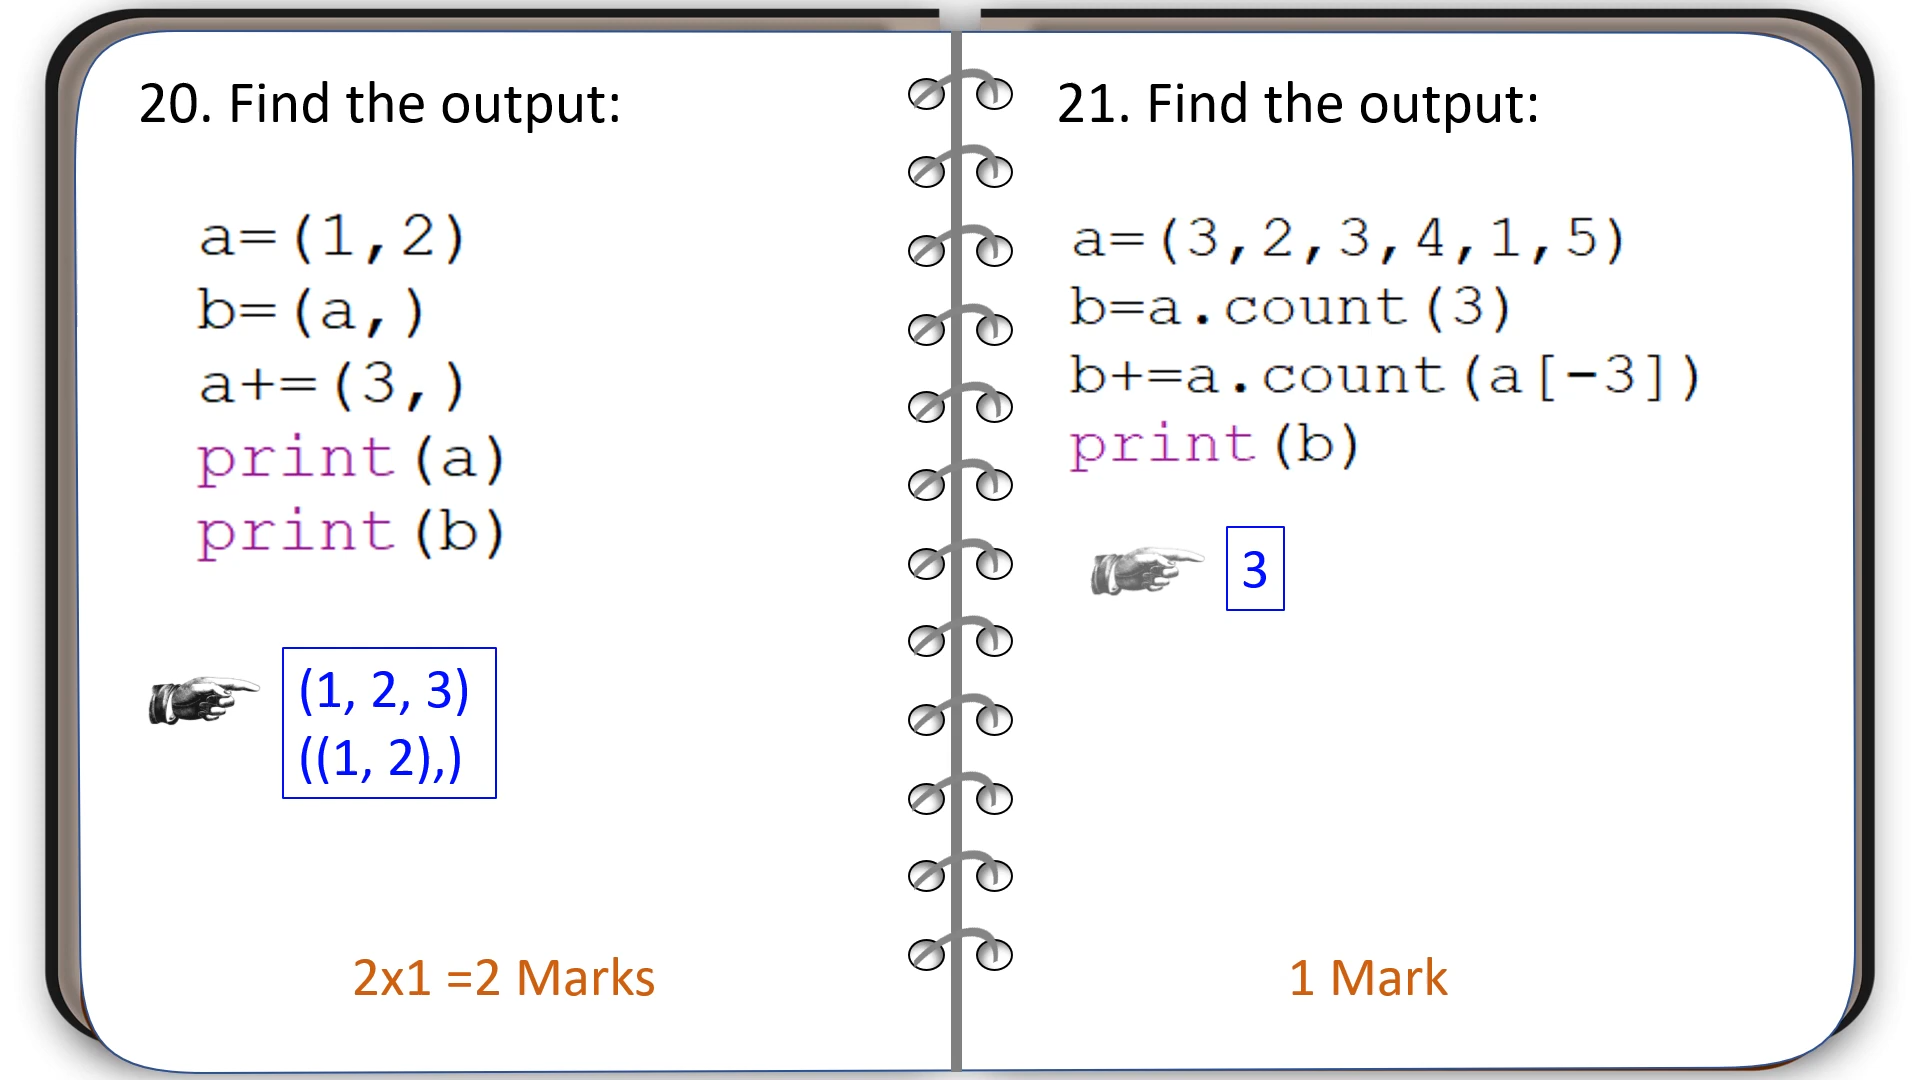 20. Find the output:
a=(1,2)
b=(a,)
a+=(3,)
print(a)
print(b)
(1, 2, 3)
((1, 2),)
2x1 =2 Marks
21. Find the output:
a=(3,2,3,4,1,5)
b=a.count(3)
b+=a.count(a[-3])
print(b)
3
1 Mark